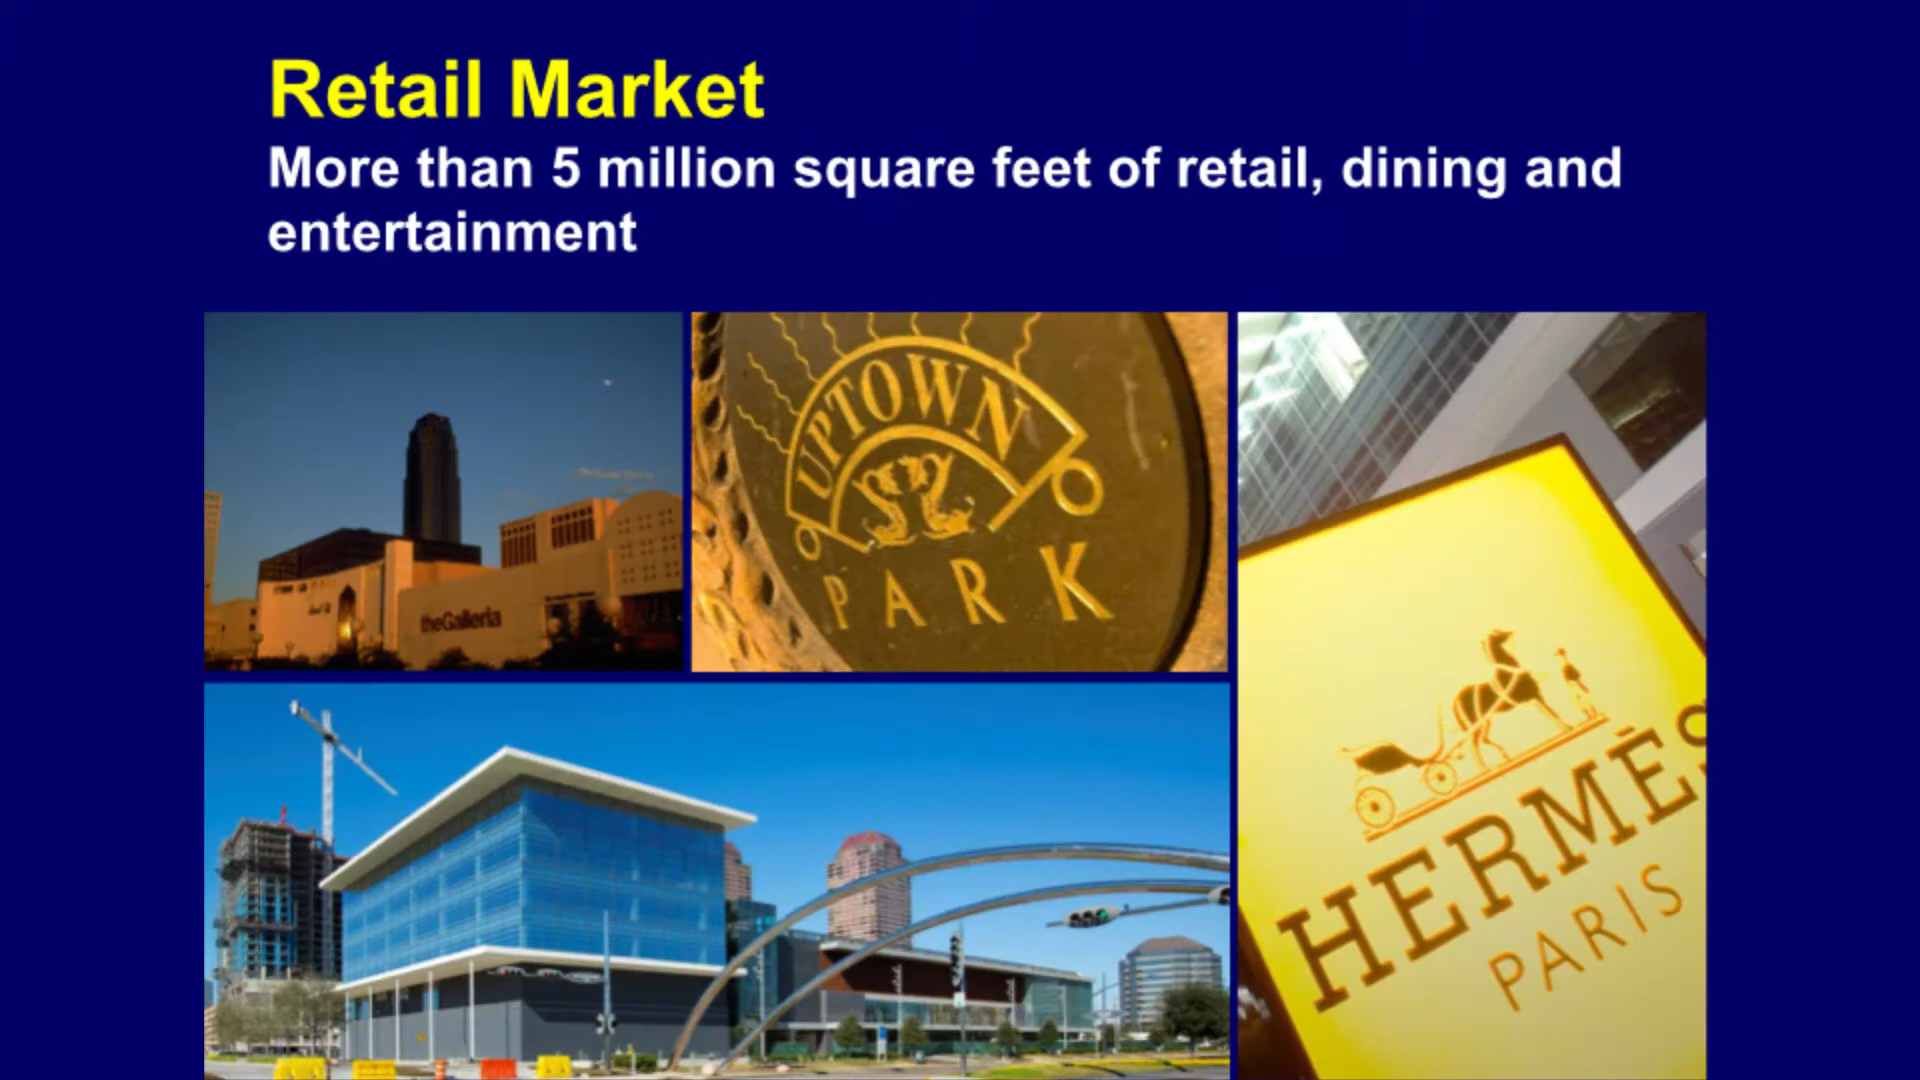 Retail Market
More than 5 million square feet of retail, dining and
entertainment
theGalleria
UPTOWN
PARK
HERMÈS
PARIS